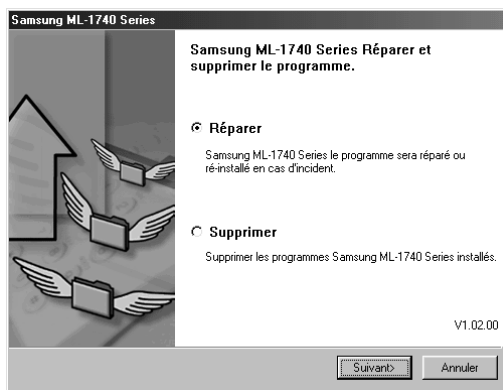 Samsung ML-1740 Series
Samsung ML-1740 Series Réparer et
supprimer le programme.
Réparer
Samsung ML-1740 Series le programme sera réparé ou
ré-installé en cas d'incident.
Supprimer
Supprimer les programmes Samsung ML-1740 Series installés.
V1.02.00
Suivant>
Annuler